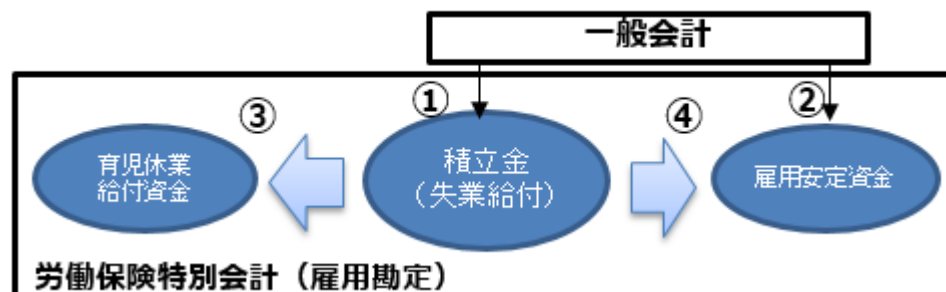 一般会計
③
①
④
②
育児休業
給付資金
積立金
（失業給付）
雇用安定資金
労働保険特別会計（雇用勘定）